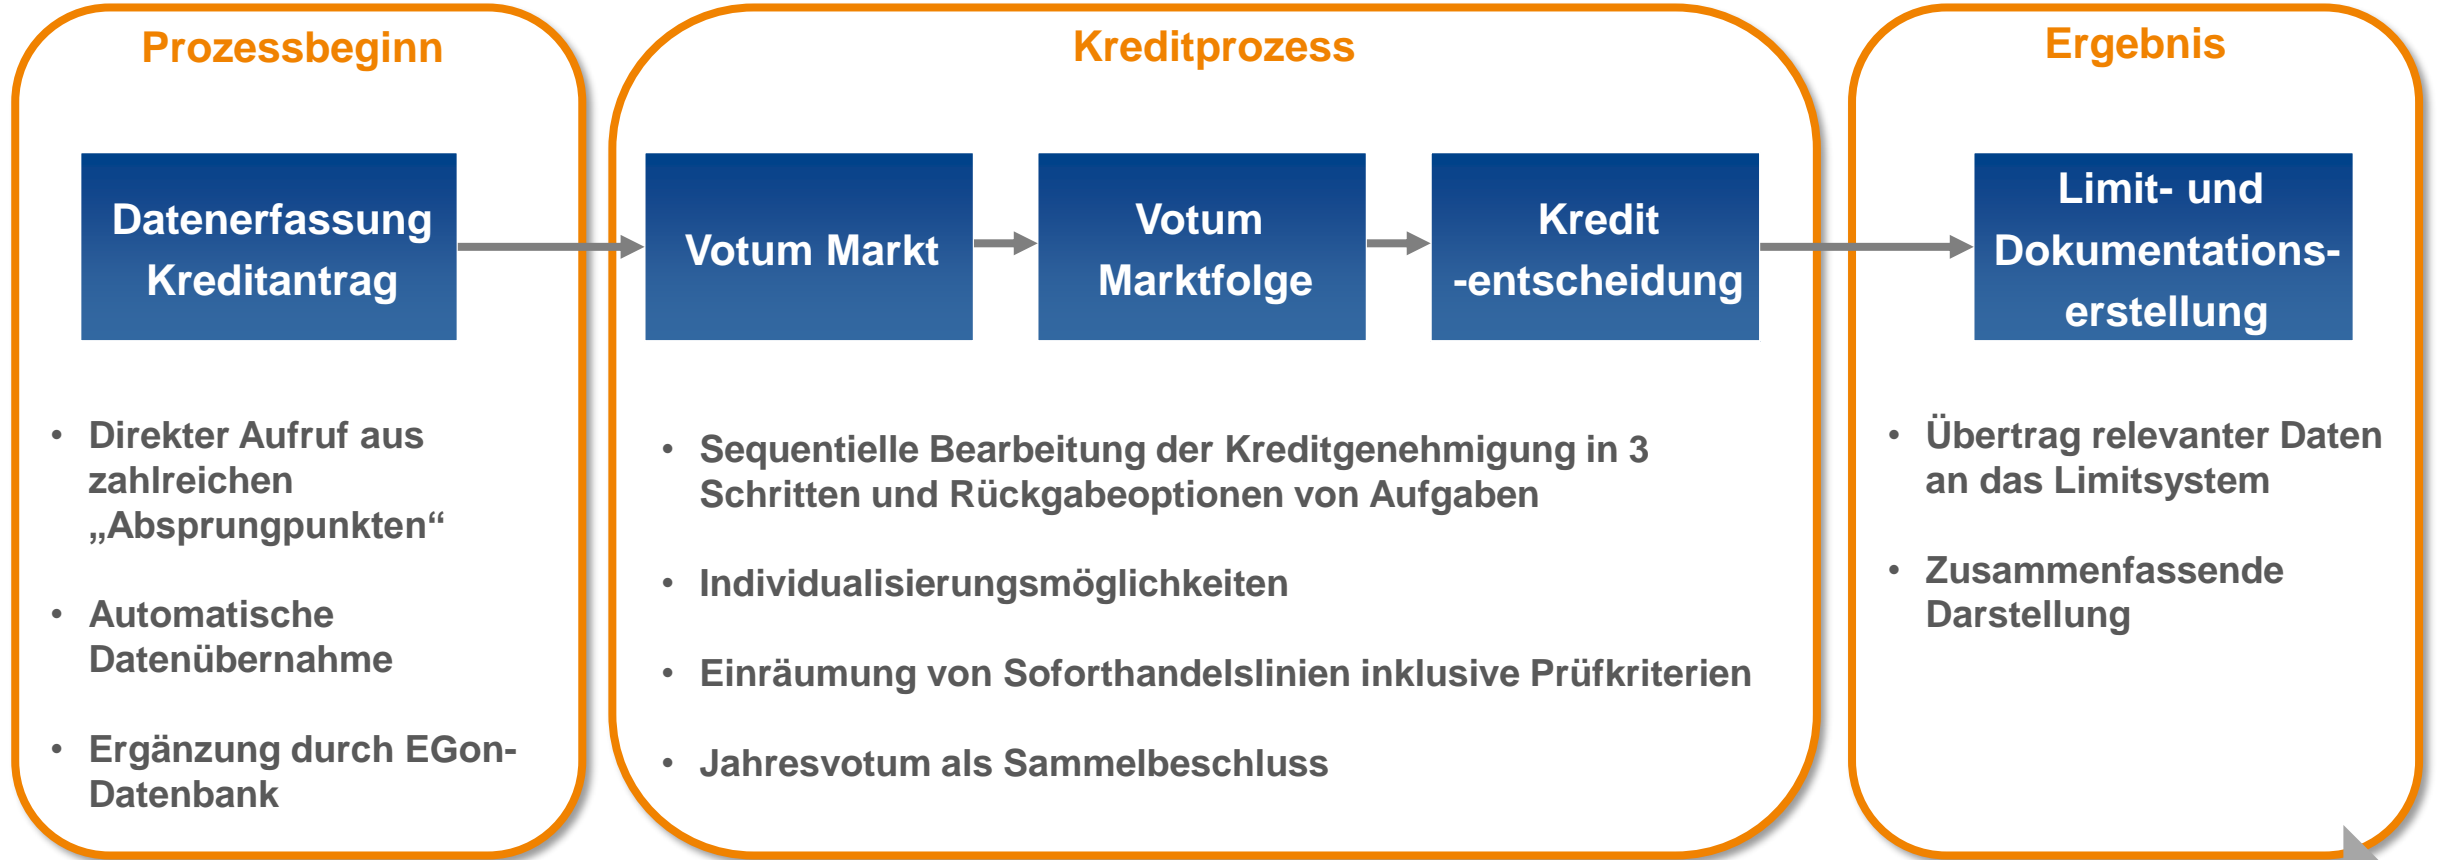 Prozessbeginn
Datenerfassung
Kreditantrag
• Direkter Aufruf aus
zahlreichen
„Absprungpunkten“
• Automatische
Datenübernahme
• Ergänzung durch EGon-
Datenbank
Kreditprozess
Votum Markt
Votum
Marktfolge
Kredit
-entscheidung
• Sequentielle Bearbeitung der Kreditgenehmigung in 3
Schritten und Rückgabeoptionen von Aufgaben
• Individualisierungsmöglichkeiten
• Einräumung von Soforthandelslinien inklusive Prüfkriterien
• Jahresvotum als Sammelbeschluss
Ergebnis
Limit- und
Dokumentations-
erstellung
• Übertrag relevanter Daten
an das Limitsystem
• Zusammenfassende
Darstellung